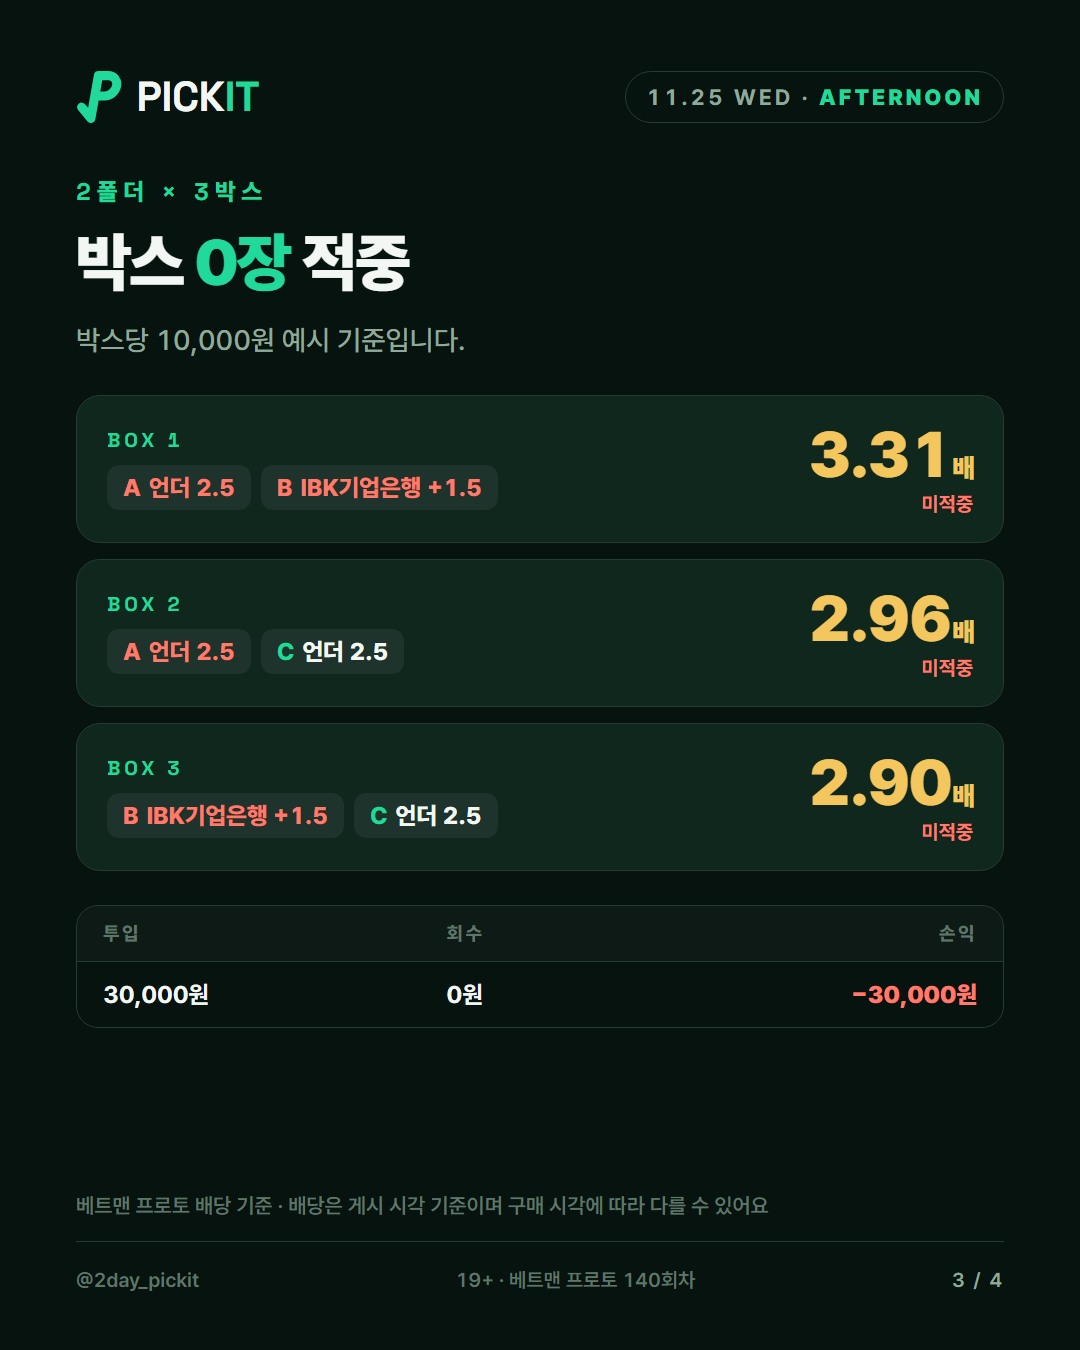 PICKIT
11.25 WED · AFTERNOON
2폴더 × 3박스
박스 0장 적중
박스당 10,000원 예시 기준입니다.
BOX 1
A 언더 2.5 B IBK기업은행 +1.5
3.31배
미적중
BOX 2
A 언더 2.5 C 언더 2.5
2.96배
미적중
BOX 3
B IBK기업은행 +1.5 C 언더 2.5
2.90배
미적중
투입 회수 손익
30,000원 0원 −30,000원
베트맨 프로토 배당 기준 · 배당은 게시 시각 기준이며 구매 시각에 따라 다를 수 있어요
@2day_pickit 19+ · 베트맨 프로토 140회차 3 / 4